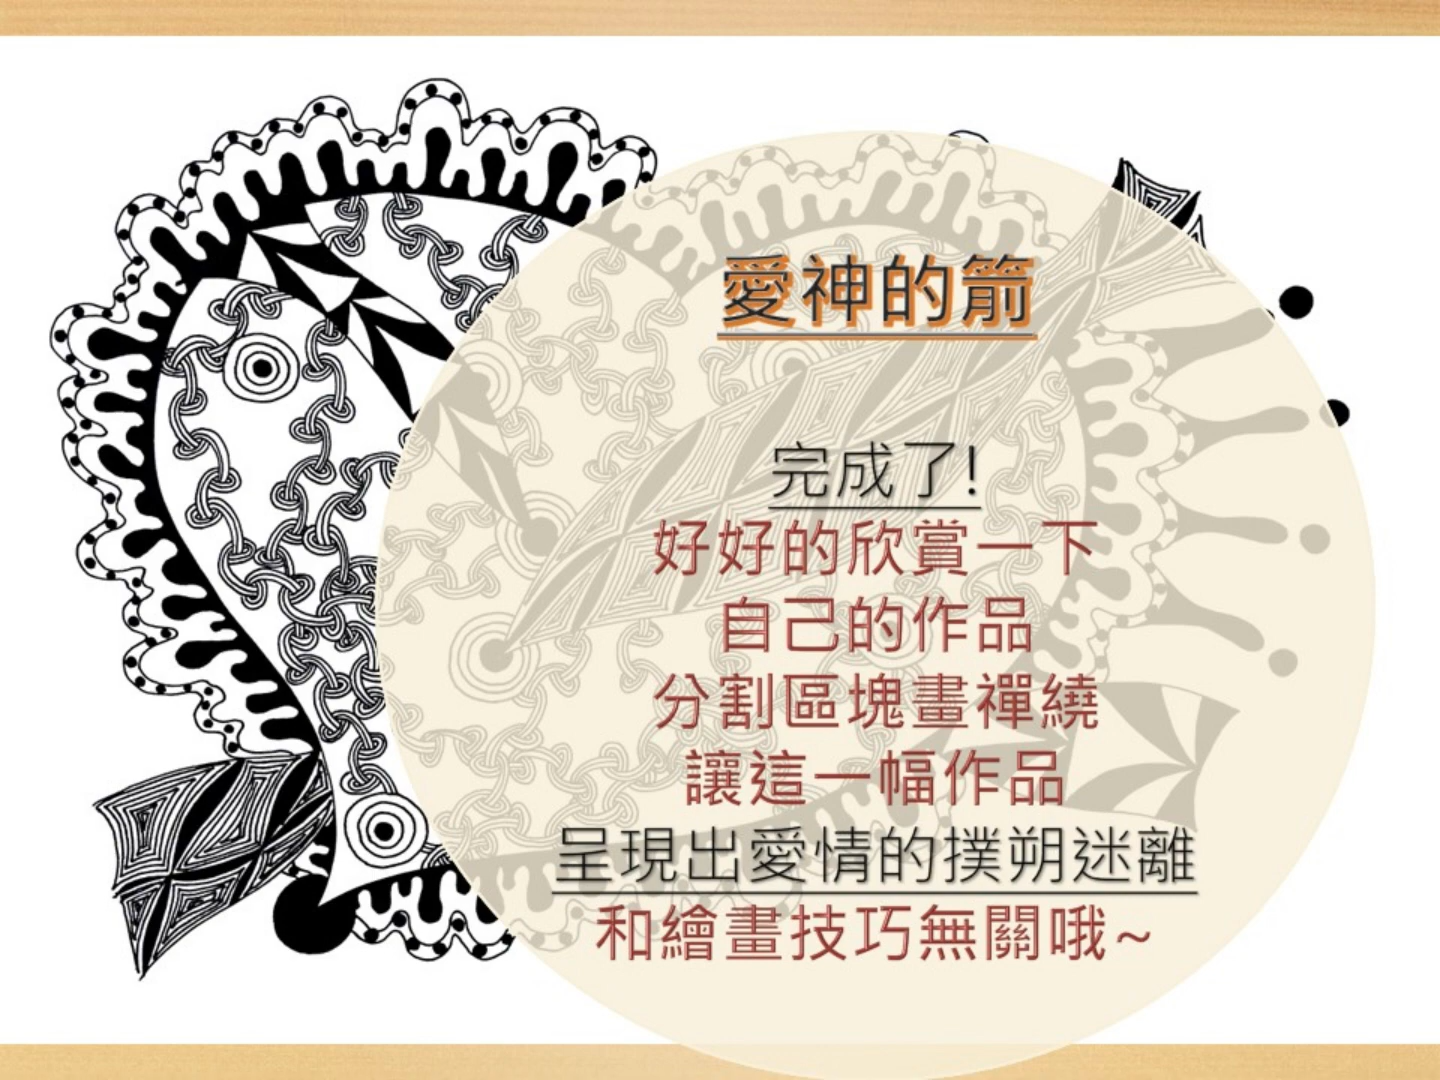 愛神的箭
完成了!
好好的欣賞一下
自己的作品
分割區塊畫禪繞
讓這一幅作品
呈現出愛情的撲朔迷離
和繪畫技巧無關哦~